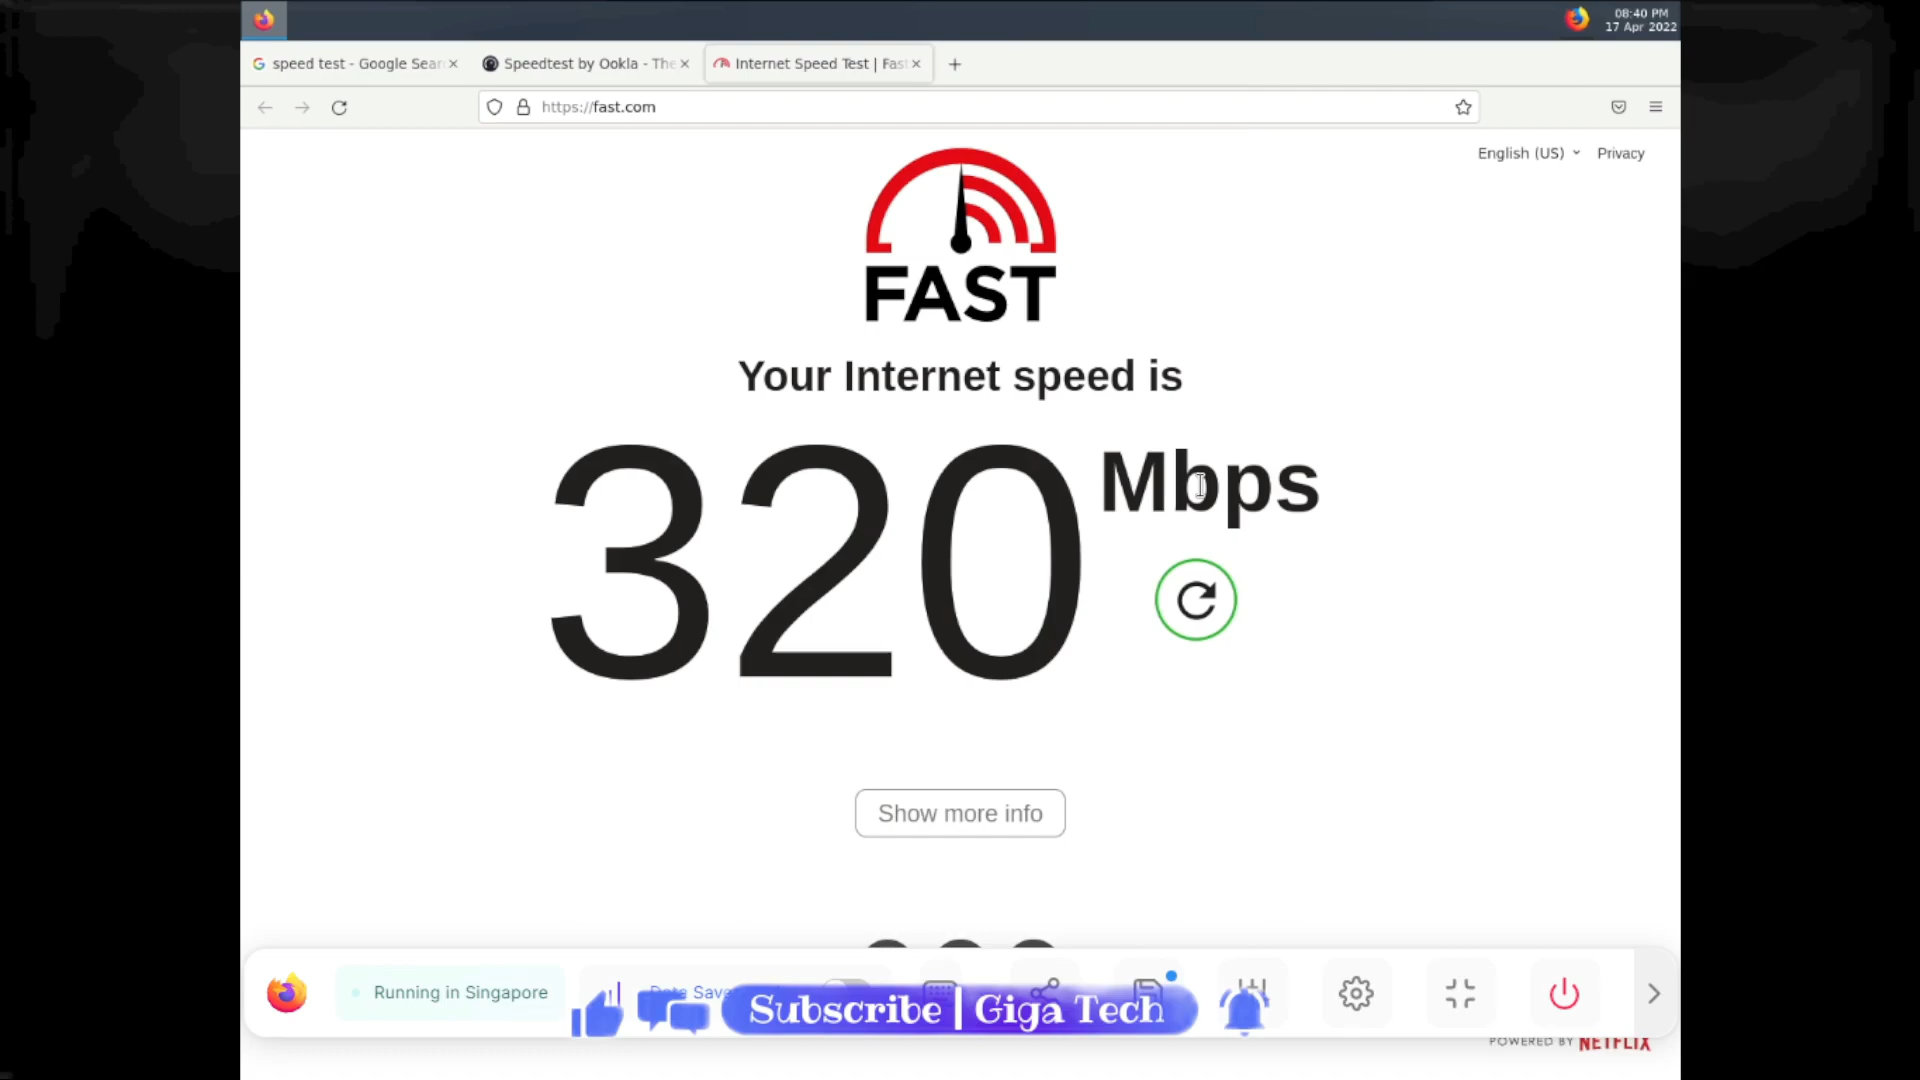 08:40 PM
17 Apr 2022
speed test - Google Sear
Speedtest by Ookla - The
Internet Speed Test | Fas
https://fast.com
English (US)
Privacy
FAST
Your Internet speed is
320 Mbps
Show more info
Running in Singapore
Data Save
Subscribe | Giga Tech
POWERED BY NETFLIX